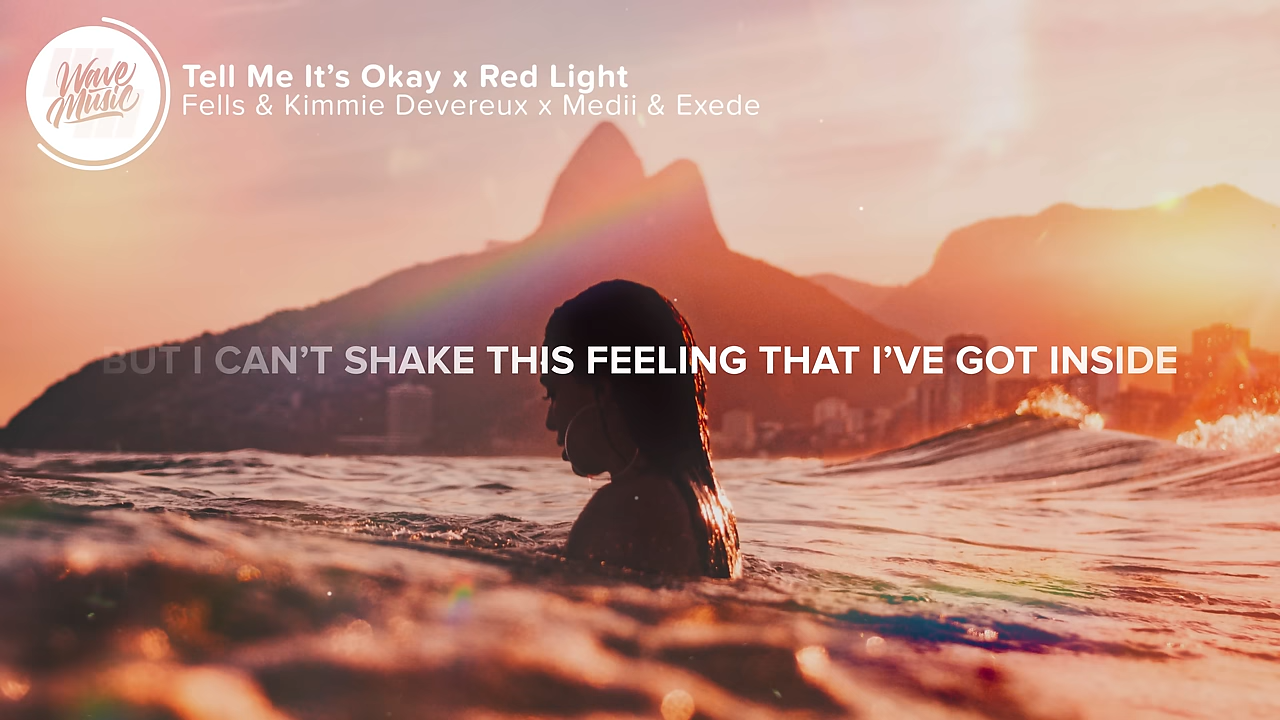 Wave
Music
Tell Me It’s Okay x Red Light
Fells & Kimmie Devereux x Medii & Exede
BUT I CAN’T SHAKE THIS FEELING THAT I’VE GOT INSIDE